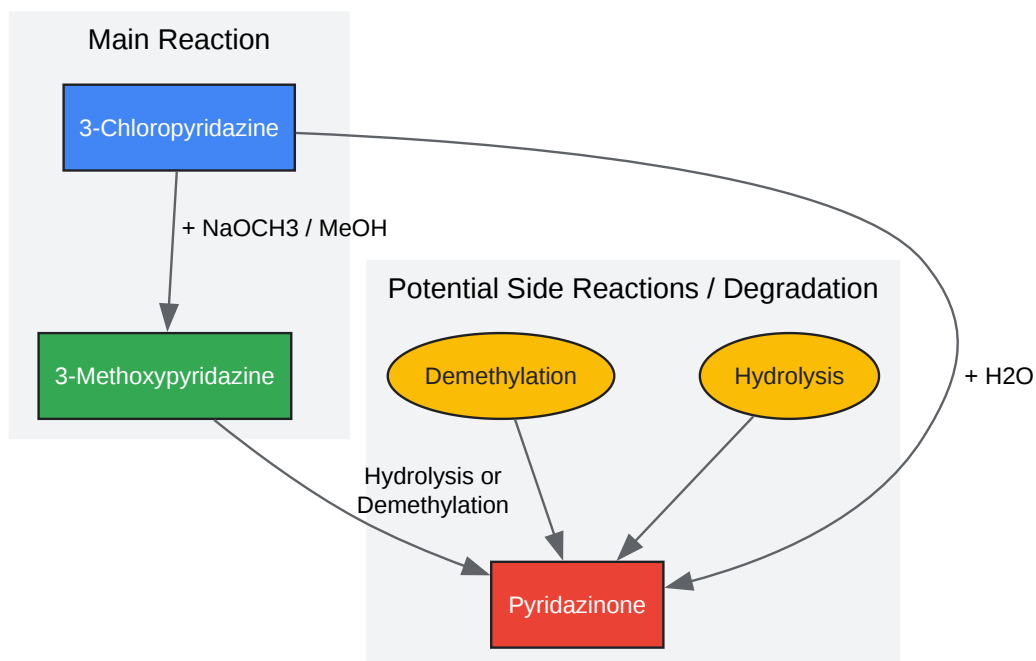 Main Reaction
3-Chloropyridazine
+ NaOCH3 / MeOH
3-Methoxypyridazine
Potential Side Reactions / Degradation
Demethylation
Hydrolysis
+ H2O
Hydrolysis or
Demethylation
Pyridazinone